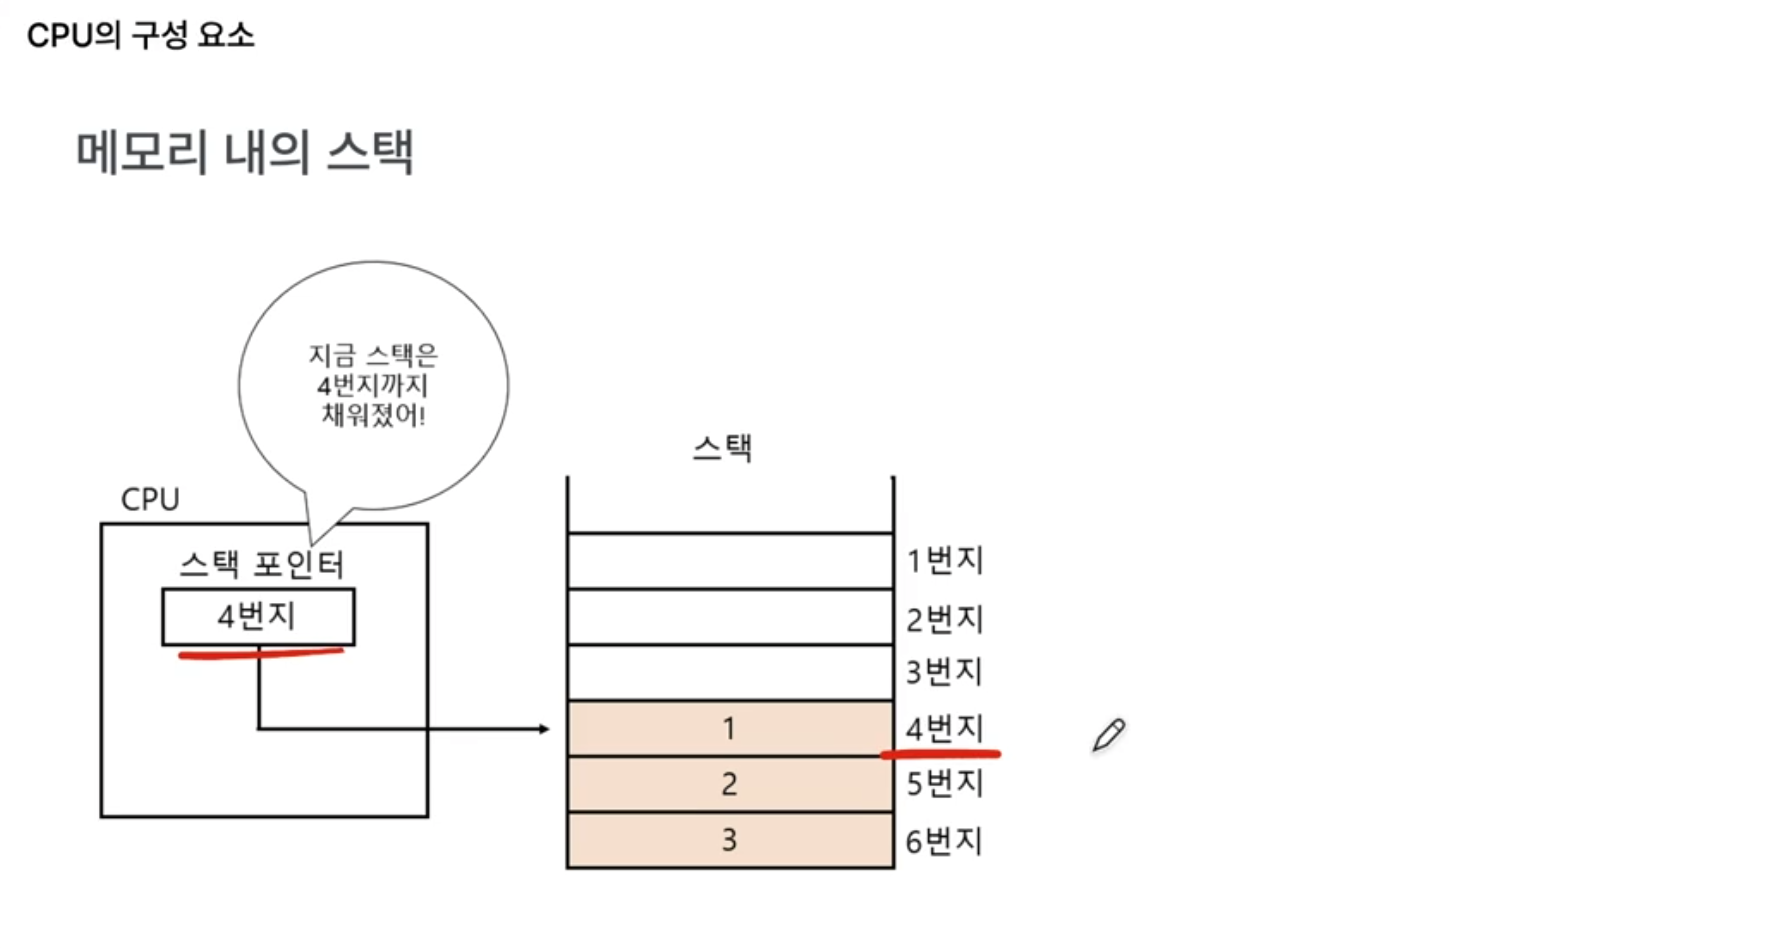 CPU의 구성 요소
메모리 내의 스택
지금 스택은
4번지까지
채워졌어!
스택
CPU
스택 포인터
4번지
1번지
2번지
3번지
1 4번지
2 5번지
3 6번지